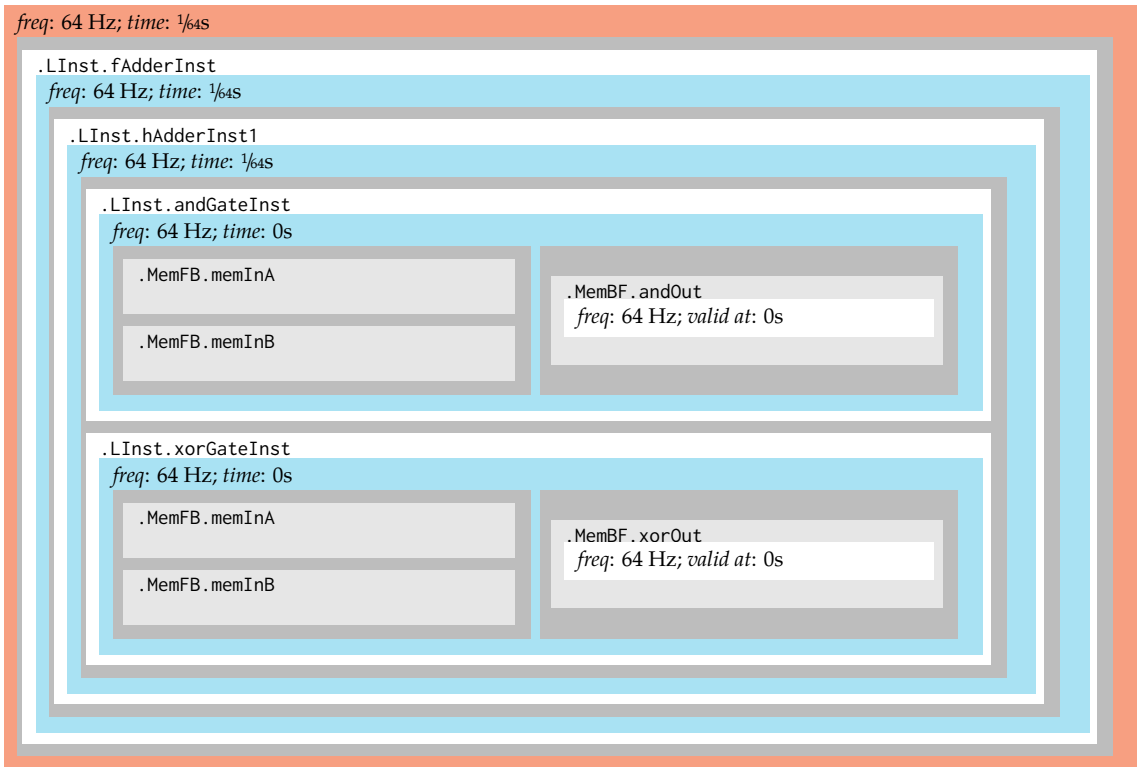 freq: 64 Hz; time: 1/64s
.LInst.fAdderInst
freq: 64 Hz; time: 1/64s
.LInst.hAdderInst1
freq: 64 Hz; time: 1/64s
.LInst.andGateInst
freq: 64 Hz; time: 0s
.MemFB.memInA
.MemFB.memInB
.MemBF.andOut
freq: 64 Hz; valid at: 0s
.LInst.xorGateInst
freq: 64 Hz; time: 0s
.MemFB.memInA
.MemFB.memInB
.MemBF.xorOut
freq: 64 Hz; valid at: 0s